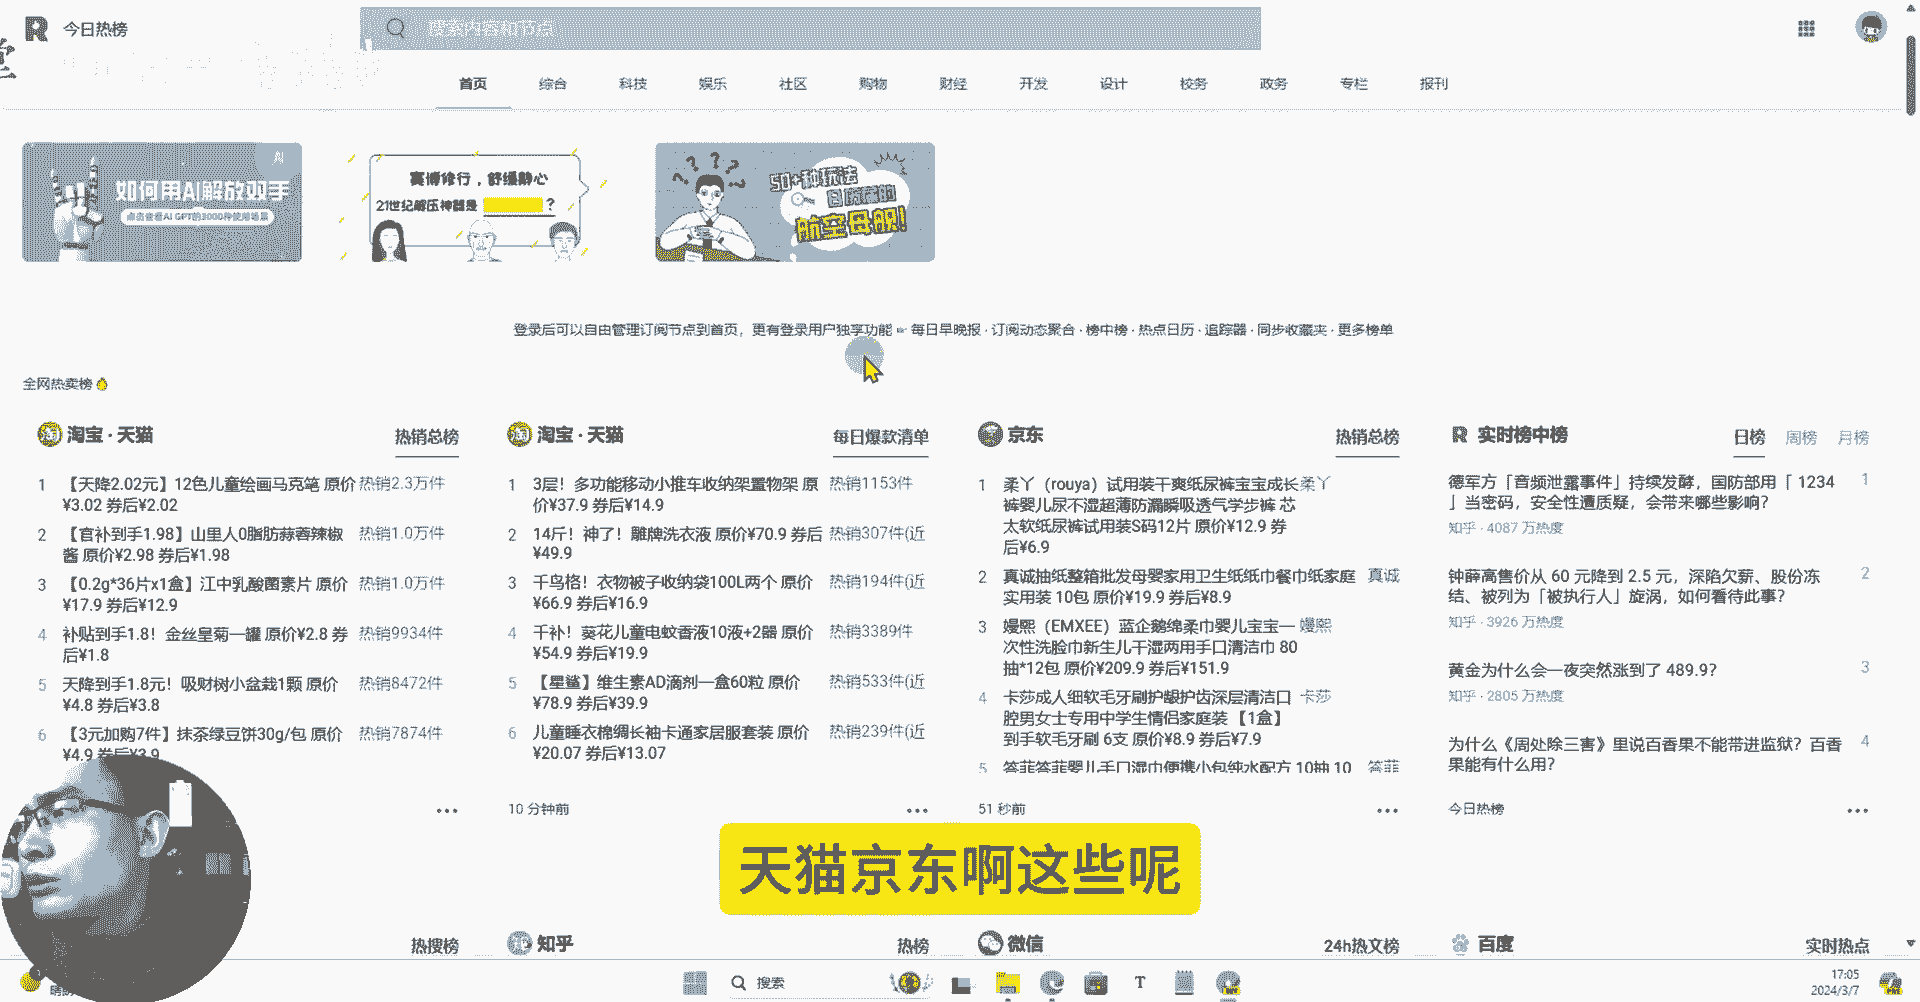 今日热榜
搜索内容和节点
首页 综合 科技 娱乐 社区 购物 财经 开发 设计 校务 政务 专栏 报刊
AI
如何用AI解放双手
点击查看AI GPT的3000种使用场景
赛博修行，舒缓静心
21世纪解压神器是 ？
50+种玩法
航空母舰!
登录后可以自由管理订阅节点到首页，更有登录用户独享功能 ☞ 每日早晚报 · 订阅动态聚合 · 榜中榜 · 热点日历 · 追踪器 · 同步收藏夹 · 更多榜单
全网热卖榜
淘宝 · 天猫 热销总榜
1 【天降2.02元】12色儿童绘画马克笔 原价 热销2.3万件
¥3.02 券后¥2.02
2 【官补到手1.98】山里人0脂肪蒜蓉辣椒 热销1.0万件
酱 原价¥2.98 券后¥1.98
3 【0.2g*36片x1盒】江中乳酸菌素片 原价 热销1.0万件
¥17.9 券后¥12.9
4 补贴到手1.8！金丝皇菊一罐 原价¥2.8 券 热销9934件
后¥1.8
5 天降到手1.8元！吸财树小盆栽1颗 原价 热销8472件
¥4.8 券后¥3.8
6 【3元加购7件】抹茶绿豆饼30g/包 原价 热销7874件
¥4.9 券后¥3.9
淘宝 · 天猫 每日爆款清单
1 3层！多功能移动小推车收纳架置物架 原 热销1153件
价¥37.9 券后¥14.9
2 14斤！神了！雕牌洗衣液 原价¥70.9 券后 热销307件(近
¥49.9
3 千鸟格！衣物被子收纳袋100L两个 原价 热销194件(近
¥66.9 券后¥16.9
4 千补！葵花儿童电蚊香液10液+2器 原价 热销3389件
¥54.9 券后¥19.9
5 【星鲨】维生素AD滴剂一盒60粒 原价 热销533件(近
¥78.9 券后¥39.9
6 儿童睡衣棉绸长袖卡通家居服套装 原价 热销239件(近
¥20.07 券后¥13.07
10 分钟前
京东 热销总榜
1 柔丫（rouya）试用装干爽纸尿裤宝宝成长 柔丫
裤婴儿尿不湿超薄防漏瞬吸透气学步裤 芯
太软纸尿裤试用装S码12片 原价¥12.9 券
后¥6.9
2 真诚抽纸整箱批发母婴家用卫生纸纸巾餐巾纸家庭 真诚
实用装 10包 原价¥19.9 券后¥8.9
3 嫚熙（EMXEE）蓝企鹅绵柔巾婴儿宝宝一 嫚熙
次性洗脸巾新生儿干湿两用手口清洁巾 80
抽*12包 原价¥209.9 券后¥151.9
4 卡莎成人细软毛牙刷护龈护齿深层清洁口 卡莎
腔男女士专用中学生情侣家庭装 【1盒】
到手软毛牙刷 6支 原价¥8.9 券后¥7.9
5 答菲答菲婴儿手口湿巾便携小包纯水配方 10抽 10 答菲
51 秒前
实时榜中榜 日榜 周榜 月榜
德军方「音频泄露事件」持续发酵，国防部用「 1234 1
」当密码，安全性遭质疑，会带来哪些影响？
知乎 · 4087 万热度
钟薛高售价从 60 元降到 2.5 元，深陷欠薪、股份冻 2
结、被列为「被执行人」旋涡，如何看待此事？
知乎 · 3926 万热度
黄金为什么会一夜突然涨到了 489.9？ 3
知乎 · 2805 万热度
为什么《周处除三害》里说百香果不能带进监狱？百香 4
果能有什么用？
今日热榜
天猫京东啊这些呢
热搜榜
知乎 热榜
微信 24h热文榜
百度 实时热点
搜索
T
17:05
2024/3/7